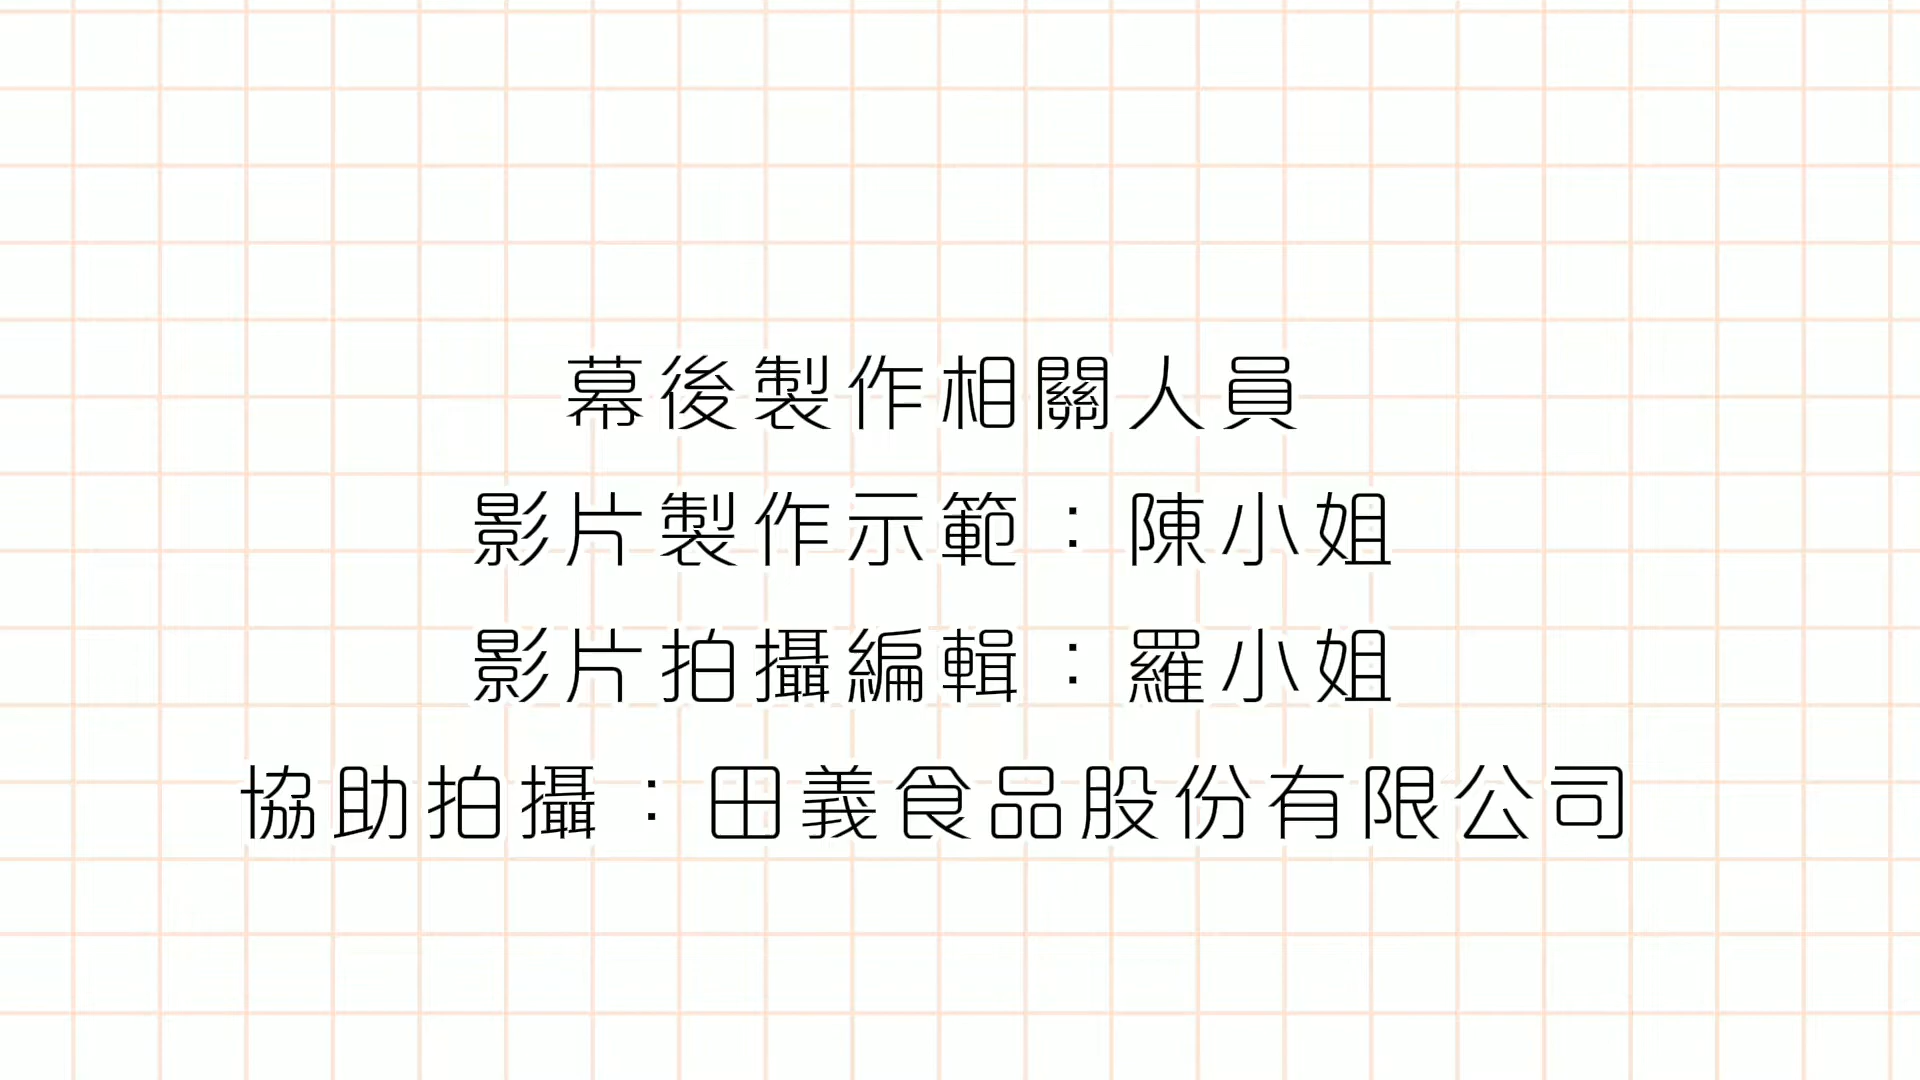 幕後製作相關人員
影片製作示範：陳小姐
影片拍攝編輯：羅小姐
協助拍攝：田義食品股份有限公司